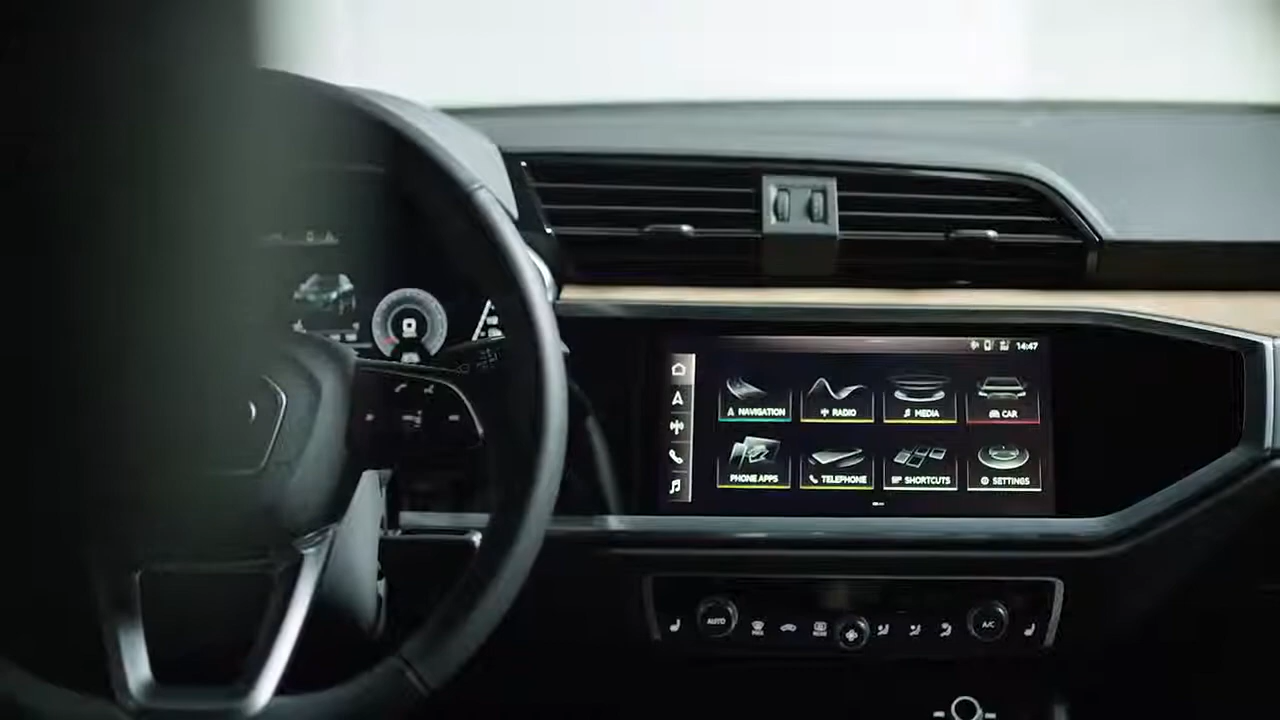 14:47
NAVIGATION
RADIO
MEDIA
CAR
PHONE APPS
TELEPHONE
SHORTCUTS
SETTINGS
AUTO
A/C